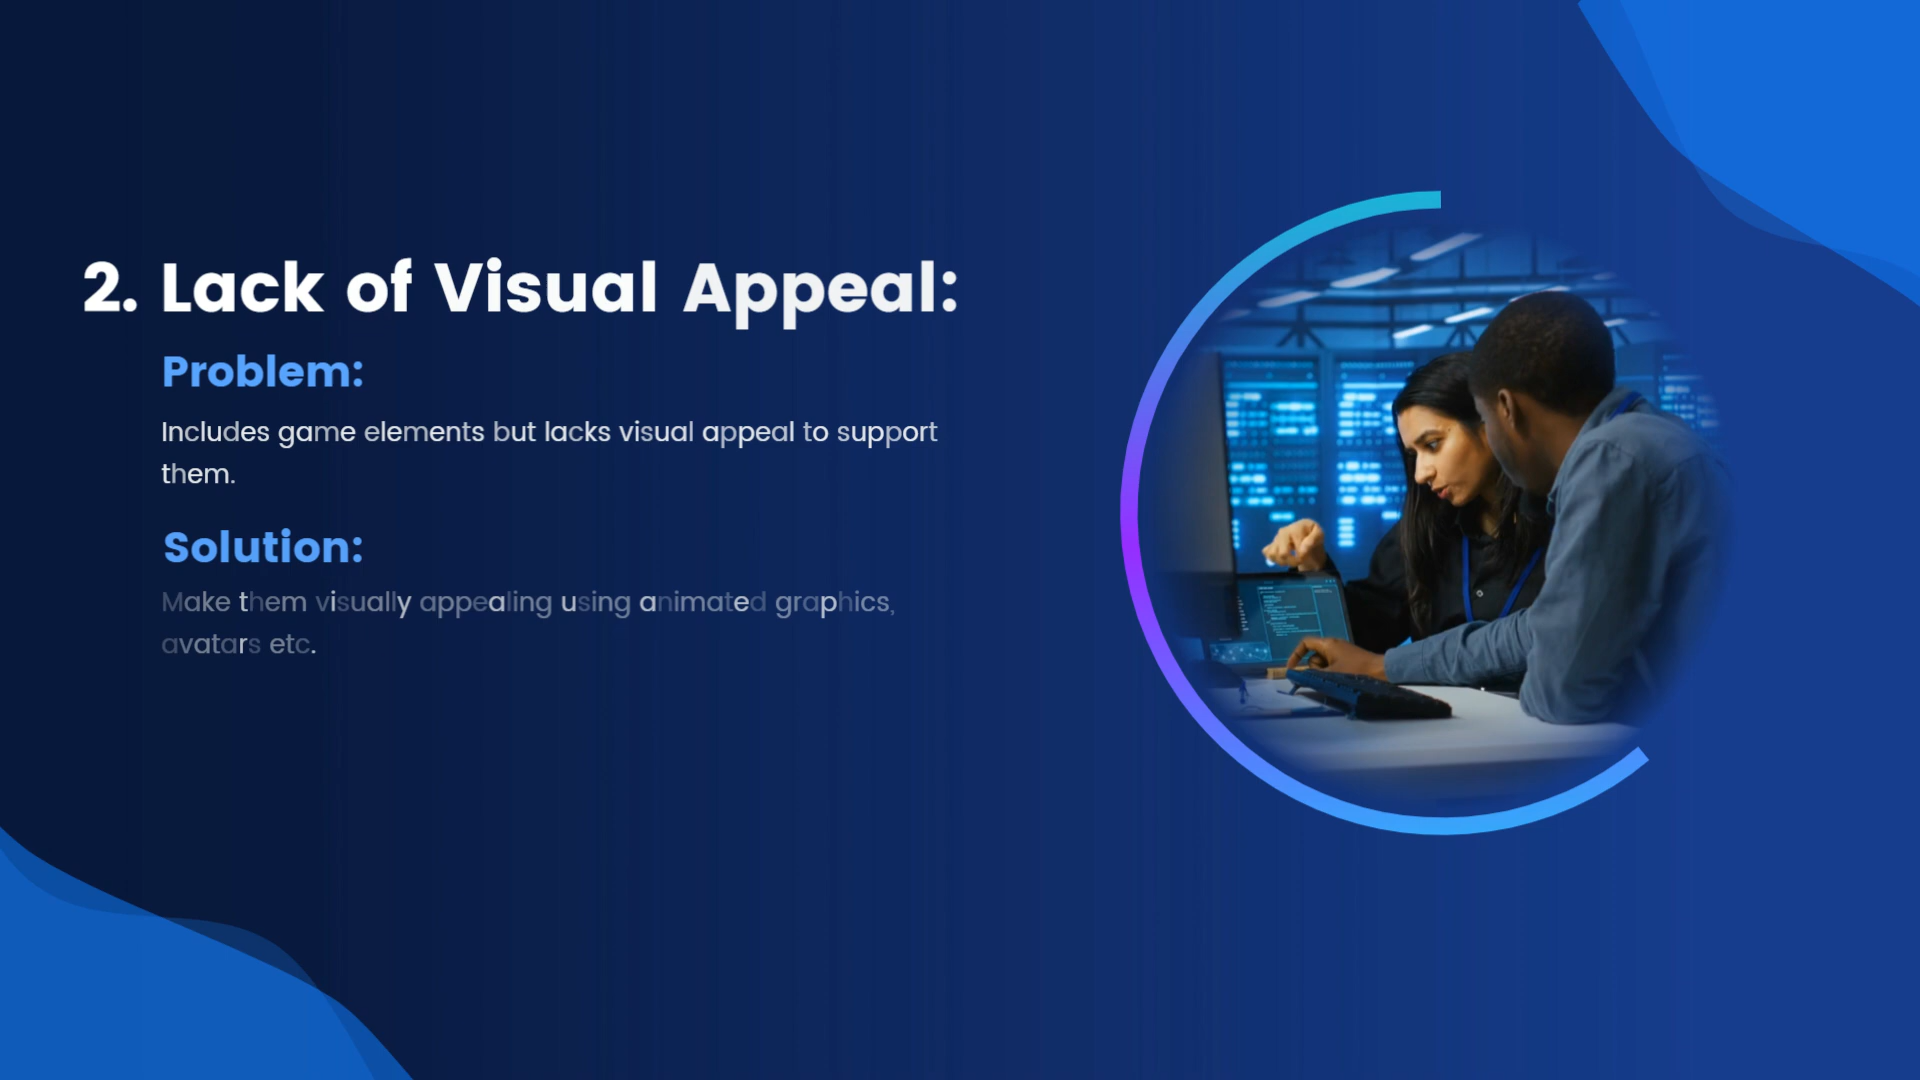 2. Lack of Visual Appeal:
Problem:
Includes game elements but lacks visual appeal to support
them.
Solution:
Make them visually appealing using animated graphics,
avatars etc.